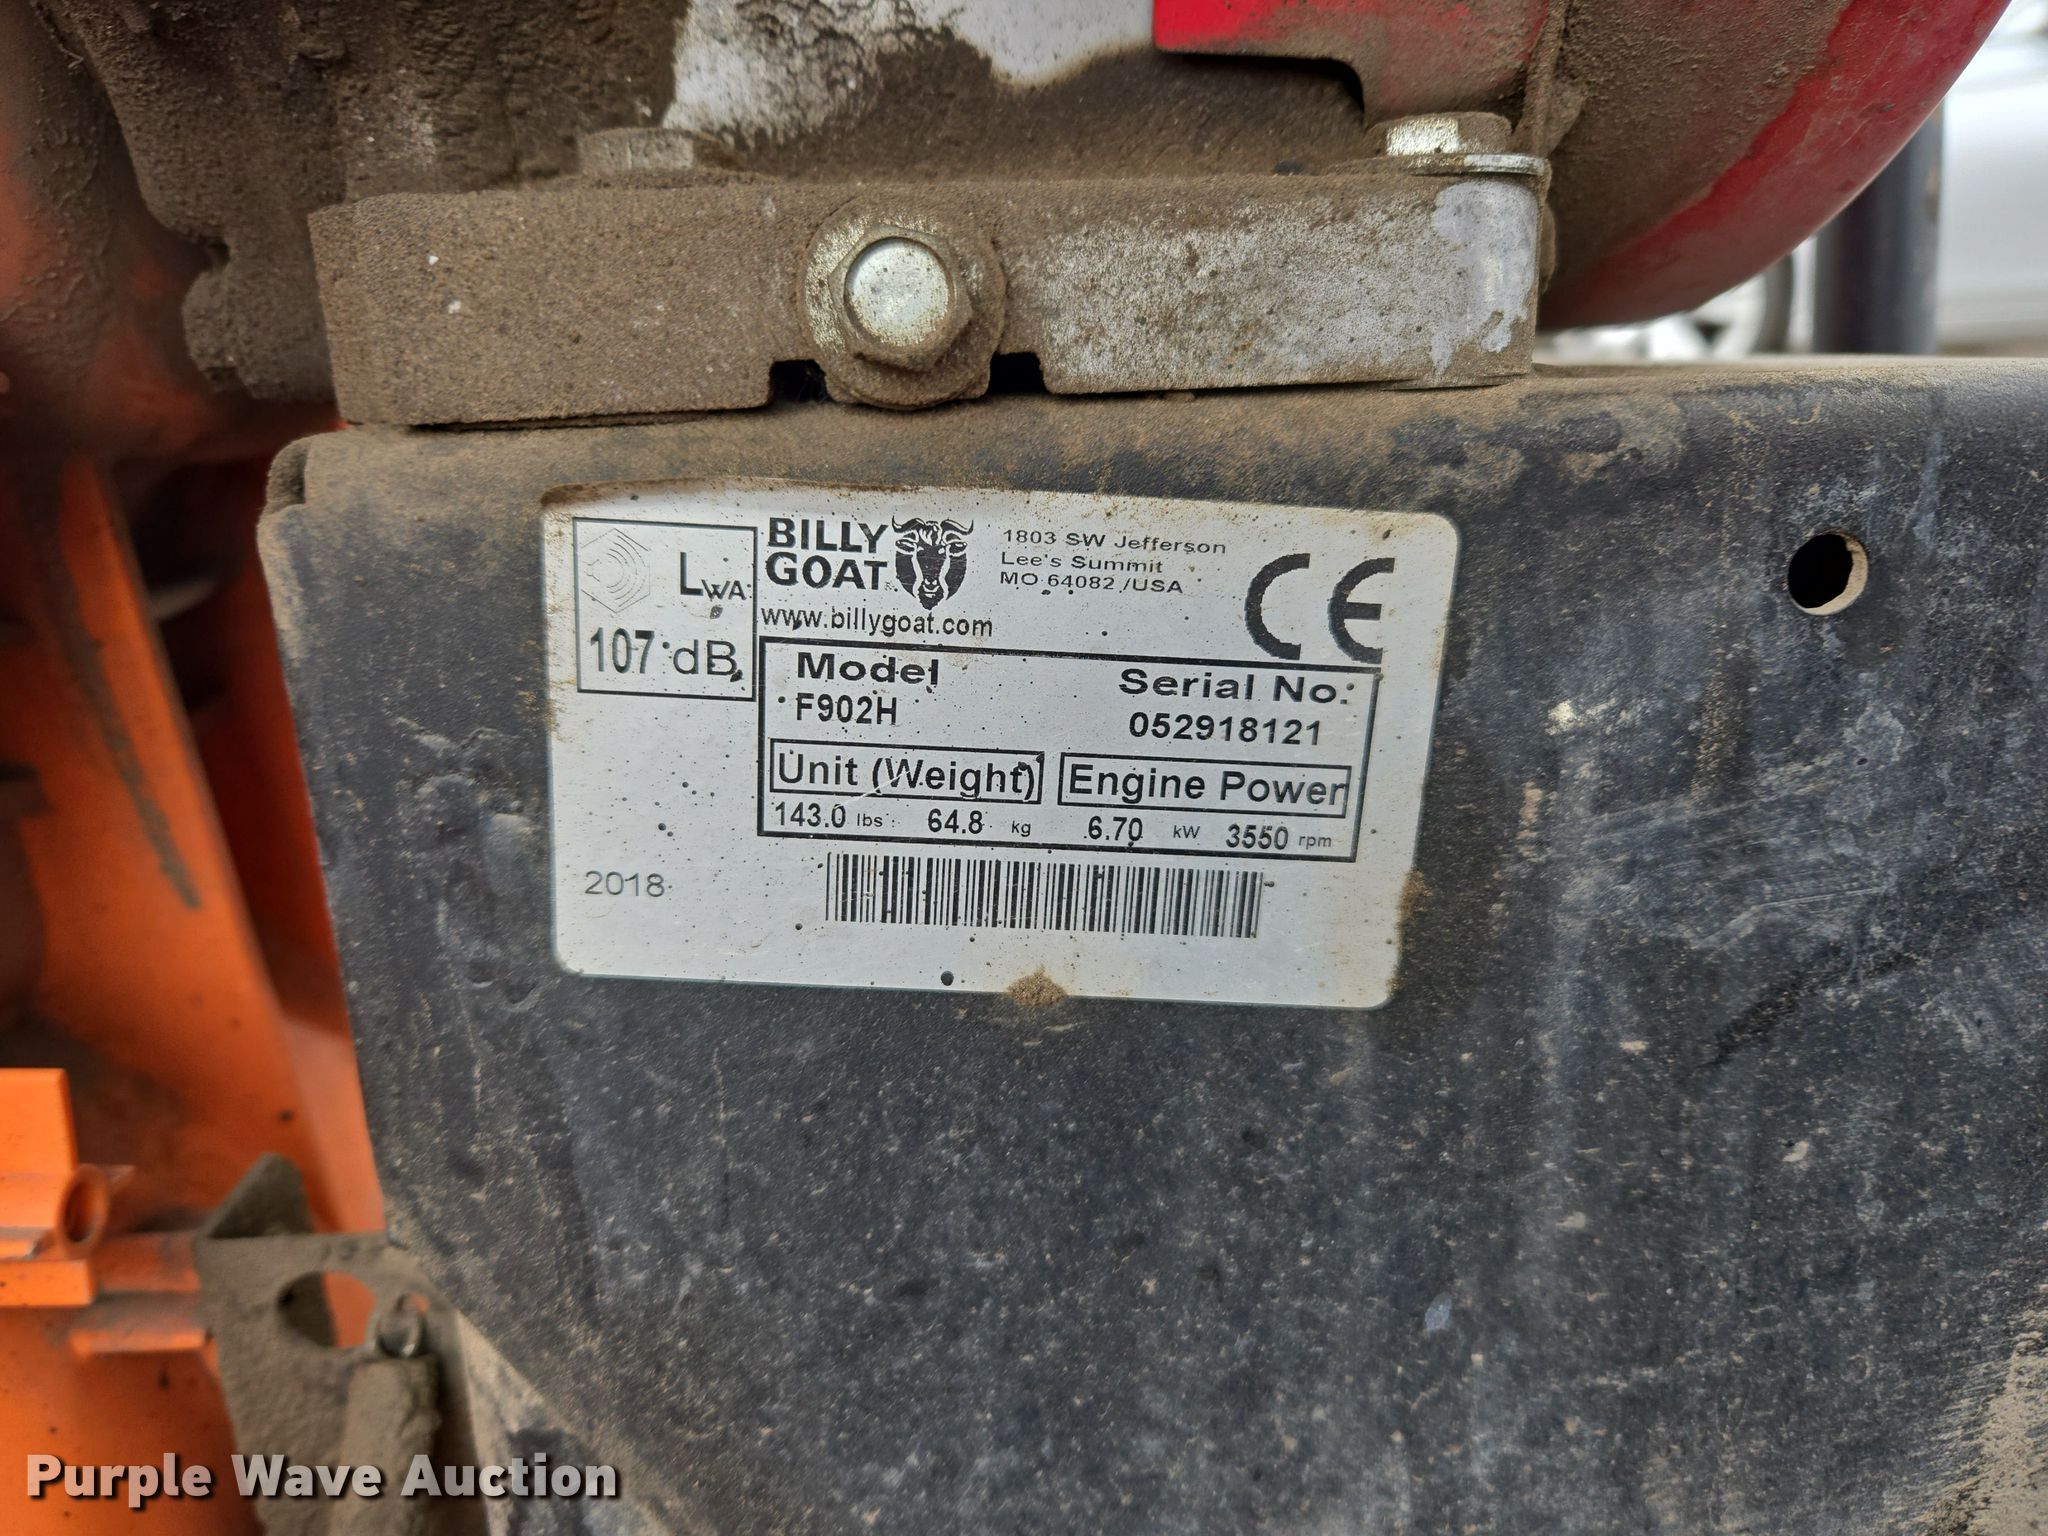 LWA
107 dB
BILLY
GOAT
www.billygoat.com
1803 SW Jefferson
Lee's Summit
MO 64082 /USA
CE
Model
F902H
Serial No:
052918121
Unit (Weight)
143.0 lbs 64.8 kg
Engine Power
6.70 kW 3550 rpm
2018
Purple Wave Auction